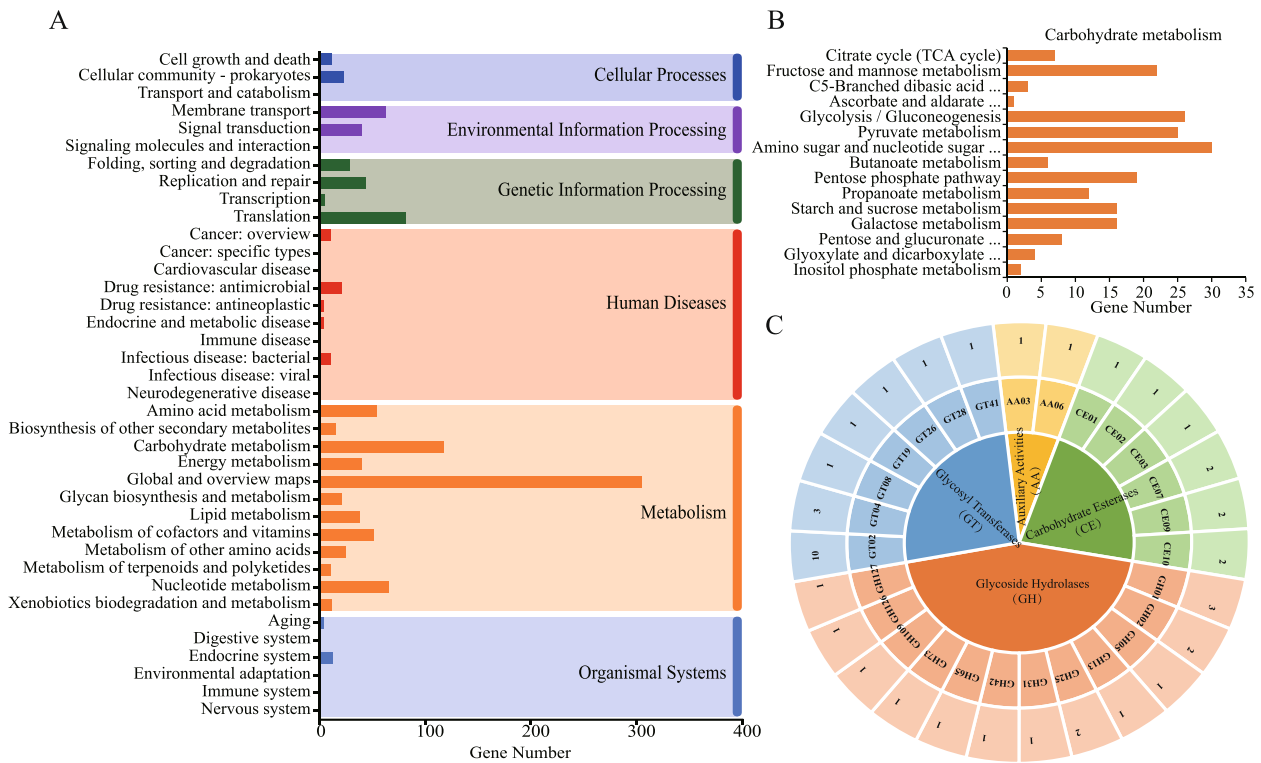 A
Cell growth and death
Cellular community - prokaryotes
Transport and catabolism
Cellular Processes
Membrane transport
Signal transduction
Signaling molecules and interaction
Environmental Information Processing
Folding, sorting and degradation
Replication and repair
Transcription
Translation
Genetic Information Processing
Cancer: overview
Cancer: specific types
Cardiovascular disease
Drug resistance: antimicrobial
Drug resistance: antineoplastic
Endocrine and metabolic disease
Immune disease
Infectious disease: bacterial
Infectious disease: viral
Neurodegenerative disease
Human Diseases
Amino acid metabolism
Biosynthesis of other secondary metabolites
Carbohydrate metabolism
Energy metabolism
Global and overview maps
Glycan biosynthesis and metabolism
Lipid metabolism
Metabolism of cofactors and vitamins
Metabolism of other amino acids
Metabolism of terpenoids and polyketides
Nucleotide metabolism
Xenobiotics biodegradation and metabolism
Metabolism
Aging
Digestive system
Endocrine system
Environmental adaptation
Immune system
Nervous system
Organismal Systems
0 100 200 300 400
Gene Number
B
Carbohydrate metabolism
Citrate cycle (TCA cycle)
Fructose and mannose metabolism
C5-Branched dibasic acid ...
Ascorbate and aldarate ...
Glycolysis / Gluconeogenesis
Pyruvate metabolism
Amino sugar and nucleotide sugar ...
Butanoate metabolism
Pentose phosphate pathway
Propanoate metabolism
Starch and sucrose metabolism
Galactose metabolism
Pentose and glucuronate ...
Glyoxylate and dicarboxylate ...
Inositol phosphate metabolism
0 5 10 15 20 25 30 35
Gene Number
C
Auxiliary Activities
(AA)
AA03 1
AA06 1
Carbohydrate Esterases
(CE)
CE01 1
CE02 1
CE03 1
CE07 2
CE09 2
CE10 2
Glycoside Hydrolases
(GH)
GH01 3
GH02 2
GH05 1
GH13 1
GH25 2
GH31 1
GH42 1
GH65 1
GH73 1
GH109 1
GH126 1
GH127 1
Glycosyl Transferases
(GT)
GT02 10
GT04 3
GT08 1
GT19 1
GT26 1
GT28 1
GT41 1